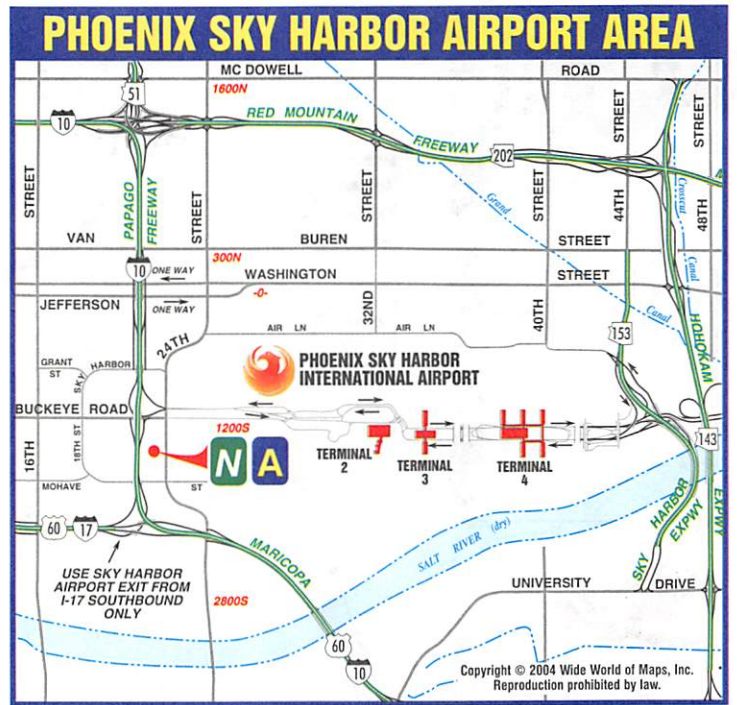 PHOENIX SKY HARBOR AIRPORT AREA
MC DOWELL
ROAD
1600N
51
10
RED MOUNTAIN
FREEWAY
202
STREET
STREET
STREET
STREET
STREET
STREET
STREET
PAPAGO
FREEWAY
Grand
44TH
Crosscut
48TH
VAN
BUREN
STREET
300N
Canal
10
ONE WAY
WASHINGTON
STREET
-0-
JEFFERSON
ONE WAY
32ND
40TH
Canal
HOHOKAM
24TH
AIR LN
AIR LN
153
GRANT
ST
SKY
HARBOR
PHOENIX SKY HARBOR
INTERNATIONAL AIRPORT
BUCKEYE ROAD
16TH
18TH ST
1200S
N A
TERMINAL
2
TERMINAL
3
TERMINAL
4
143
MOHAVE
ST
60
17
MARICOPA
SALT RIVER (dry)
SKY
HARBOR
EXPWY
EXPWY
USE SKY HARBOR
AIRPORT EXIT FROM
I-17 SOUTHBOUND
ONLY
2800S
UNIVERSITY
DRIVE
60
10
Copyright © 2004 Wide World of Maps, Inc.
Reproduction prohibited by law.